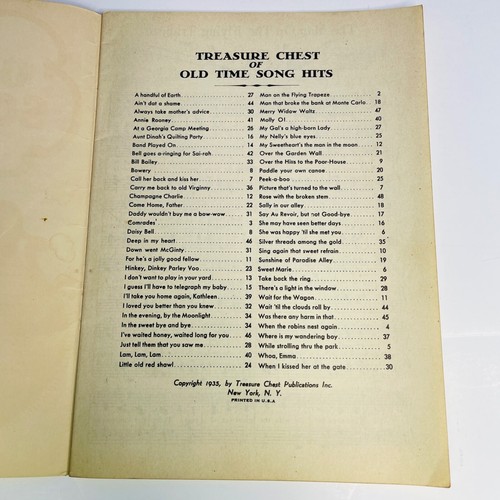 TREASURE CHEST
OF
OLD TIME SONG HITS
A handful of Earth 27
Ain't dat a shame 44
Always take mother's advice 30
Annie Rooney 41
At a Georgia Camp Meeting 26
Aunt Dinah's Quilting Party 16
Band Played On 14
Bell goes a-ringing for Sai-rah 42
Bill Bailey 33
Bowery 8
Call her back and kiss her 7
Carry me back to old Virginny 36
Champagne Charlie 12
Come Home, Father 22
Daddy wouldn't buy me a bow-wow 31
Comrades 3
Daisy Bell 8
Deep in my heart 46
Down went McGinty 31
For he's a jolly good fellow 11
Hinkey, Dinkey Parley Voo 23
I don't want to play in your yard 13
I guess I'll have to telegraph my baby 15
I'll take you home again, Kathleen 39
I loved you better than you knew 32
In the evening, by the Moonlight 34
In the sweet bye and bye 34
I've waited honey, waited long for you 46
Just tell them that you saw me 28
Lam, Lam, Lam 40
Little old red shawl 24
Man on the Flying Trapeze 2
Man that broke the bank at Monte Carlo 18
Merry Widow Waltz 47
Molly O! 40
My Gal's a high-born Lady 27
My Nelly's blue eyes 25
My Sweetheart's the man in the moon 12
Over the Garden Wall 21
Over the Hills to the Poor-House 9
Paddle your own canoe 20
Peek-a-boo 25
Picture that's turned to the wall 7
Rose with the broken stem 48
Sally in our alley 18
Say Au Revoir, but not Good-bye 17
She may have seen better days 16
She was happy 'til she met you 6
Silver threads among the gold 35
Sing again that sweet refrain 10
Sunshine of Paradise Alley 19
Sweet Marie 6
Take back the ring 29
There's a light in the window 28
Wait for the Wagon 11
Wait 'til the clouds roll by 44
Was there any harm in that 45
When the robins nest again 4
Where is my wandering boy 37
While strolling thru the park 5
Whoa, Emma 38
When I kissed her at the gate 30
Copyright 1935, by Treasure Chest Publications Inc.
New York, N. Y.
PRINTED IN U.S.A